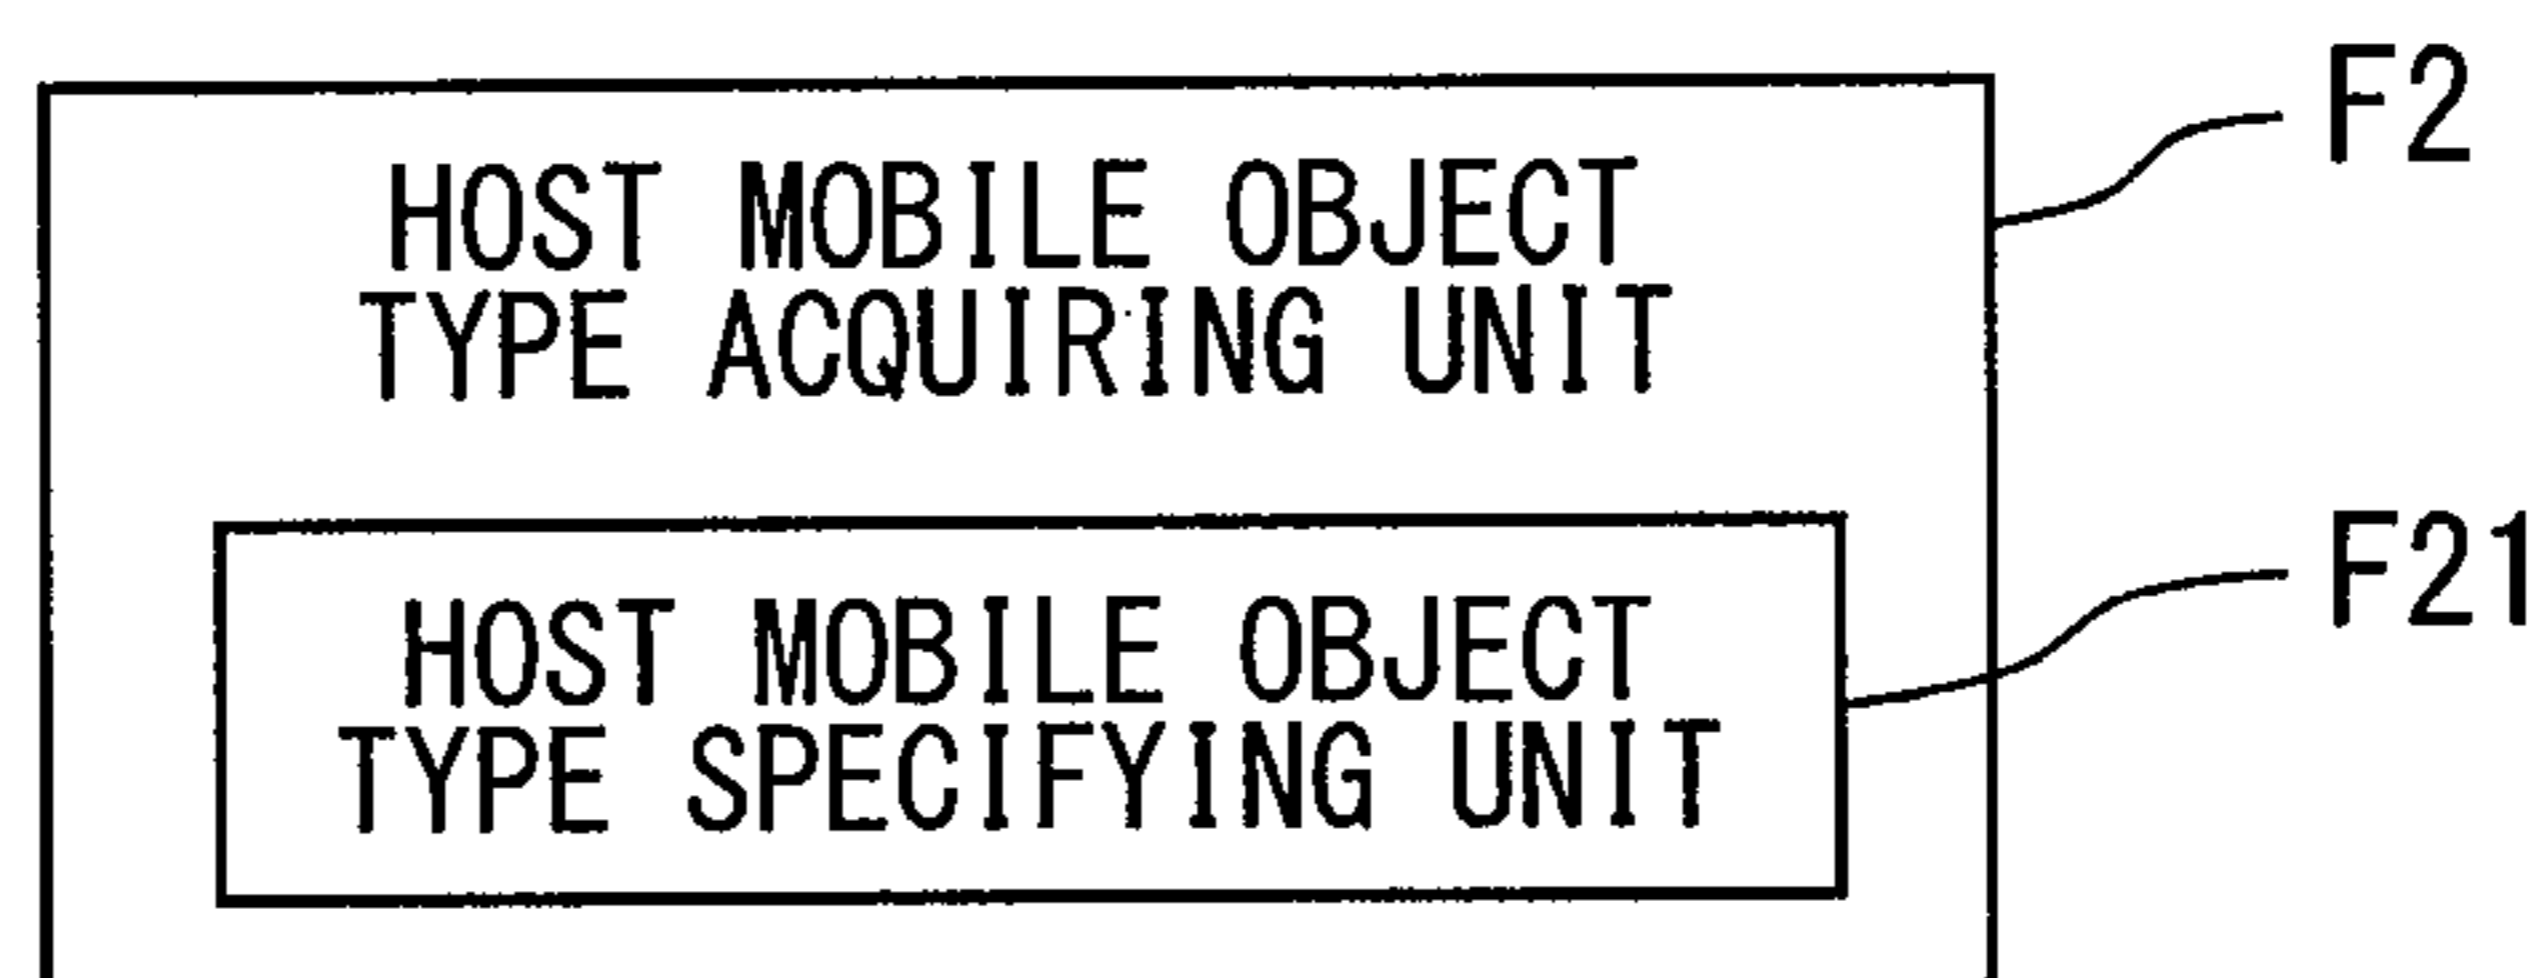 F2
HOST MOBILE OBJECT
TYPE ACQUIRING UNIT
F21
HOST MOBILE OBJECT
TYPE SPECIFYING UNIT